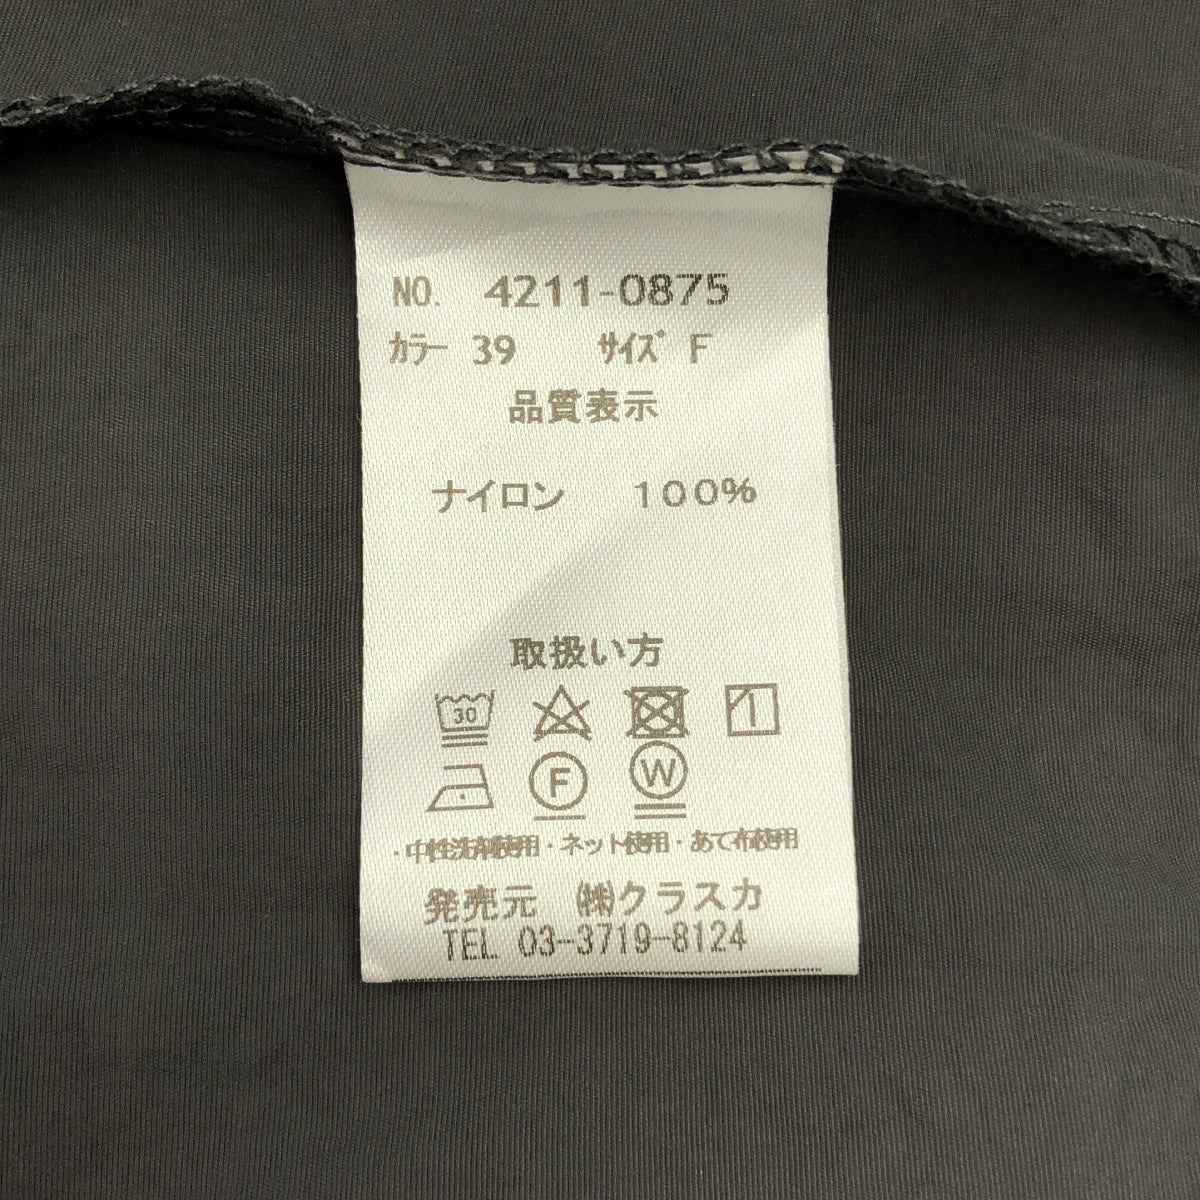 NO. 4211-0875
ｶﾗｰ 39 ｻｲｽﾞ F
品質表示
ナイロン １００％
取扱い方
30
F W
・中性洗剤使用・ネット使用・あて布使用
発売元 ㈱クラスカ
TEL 03-3719-8124